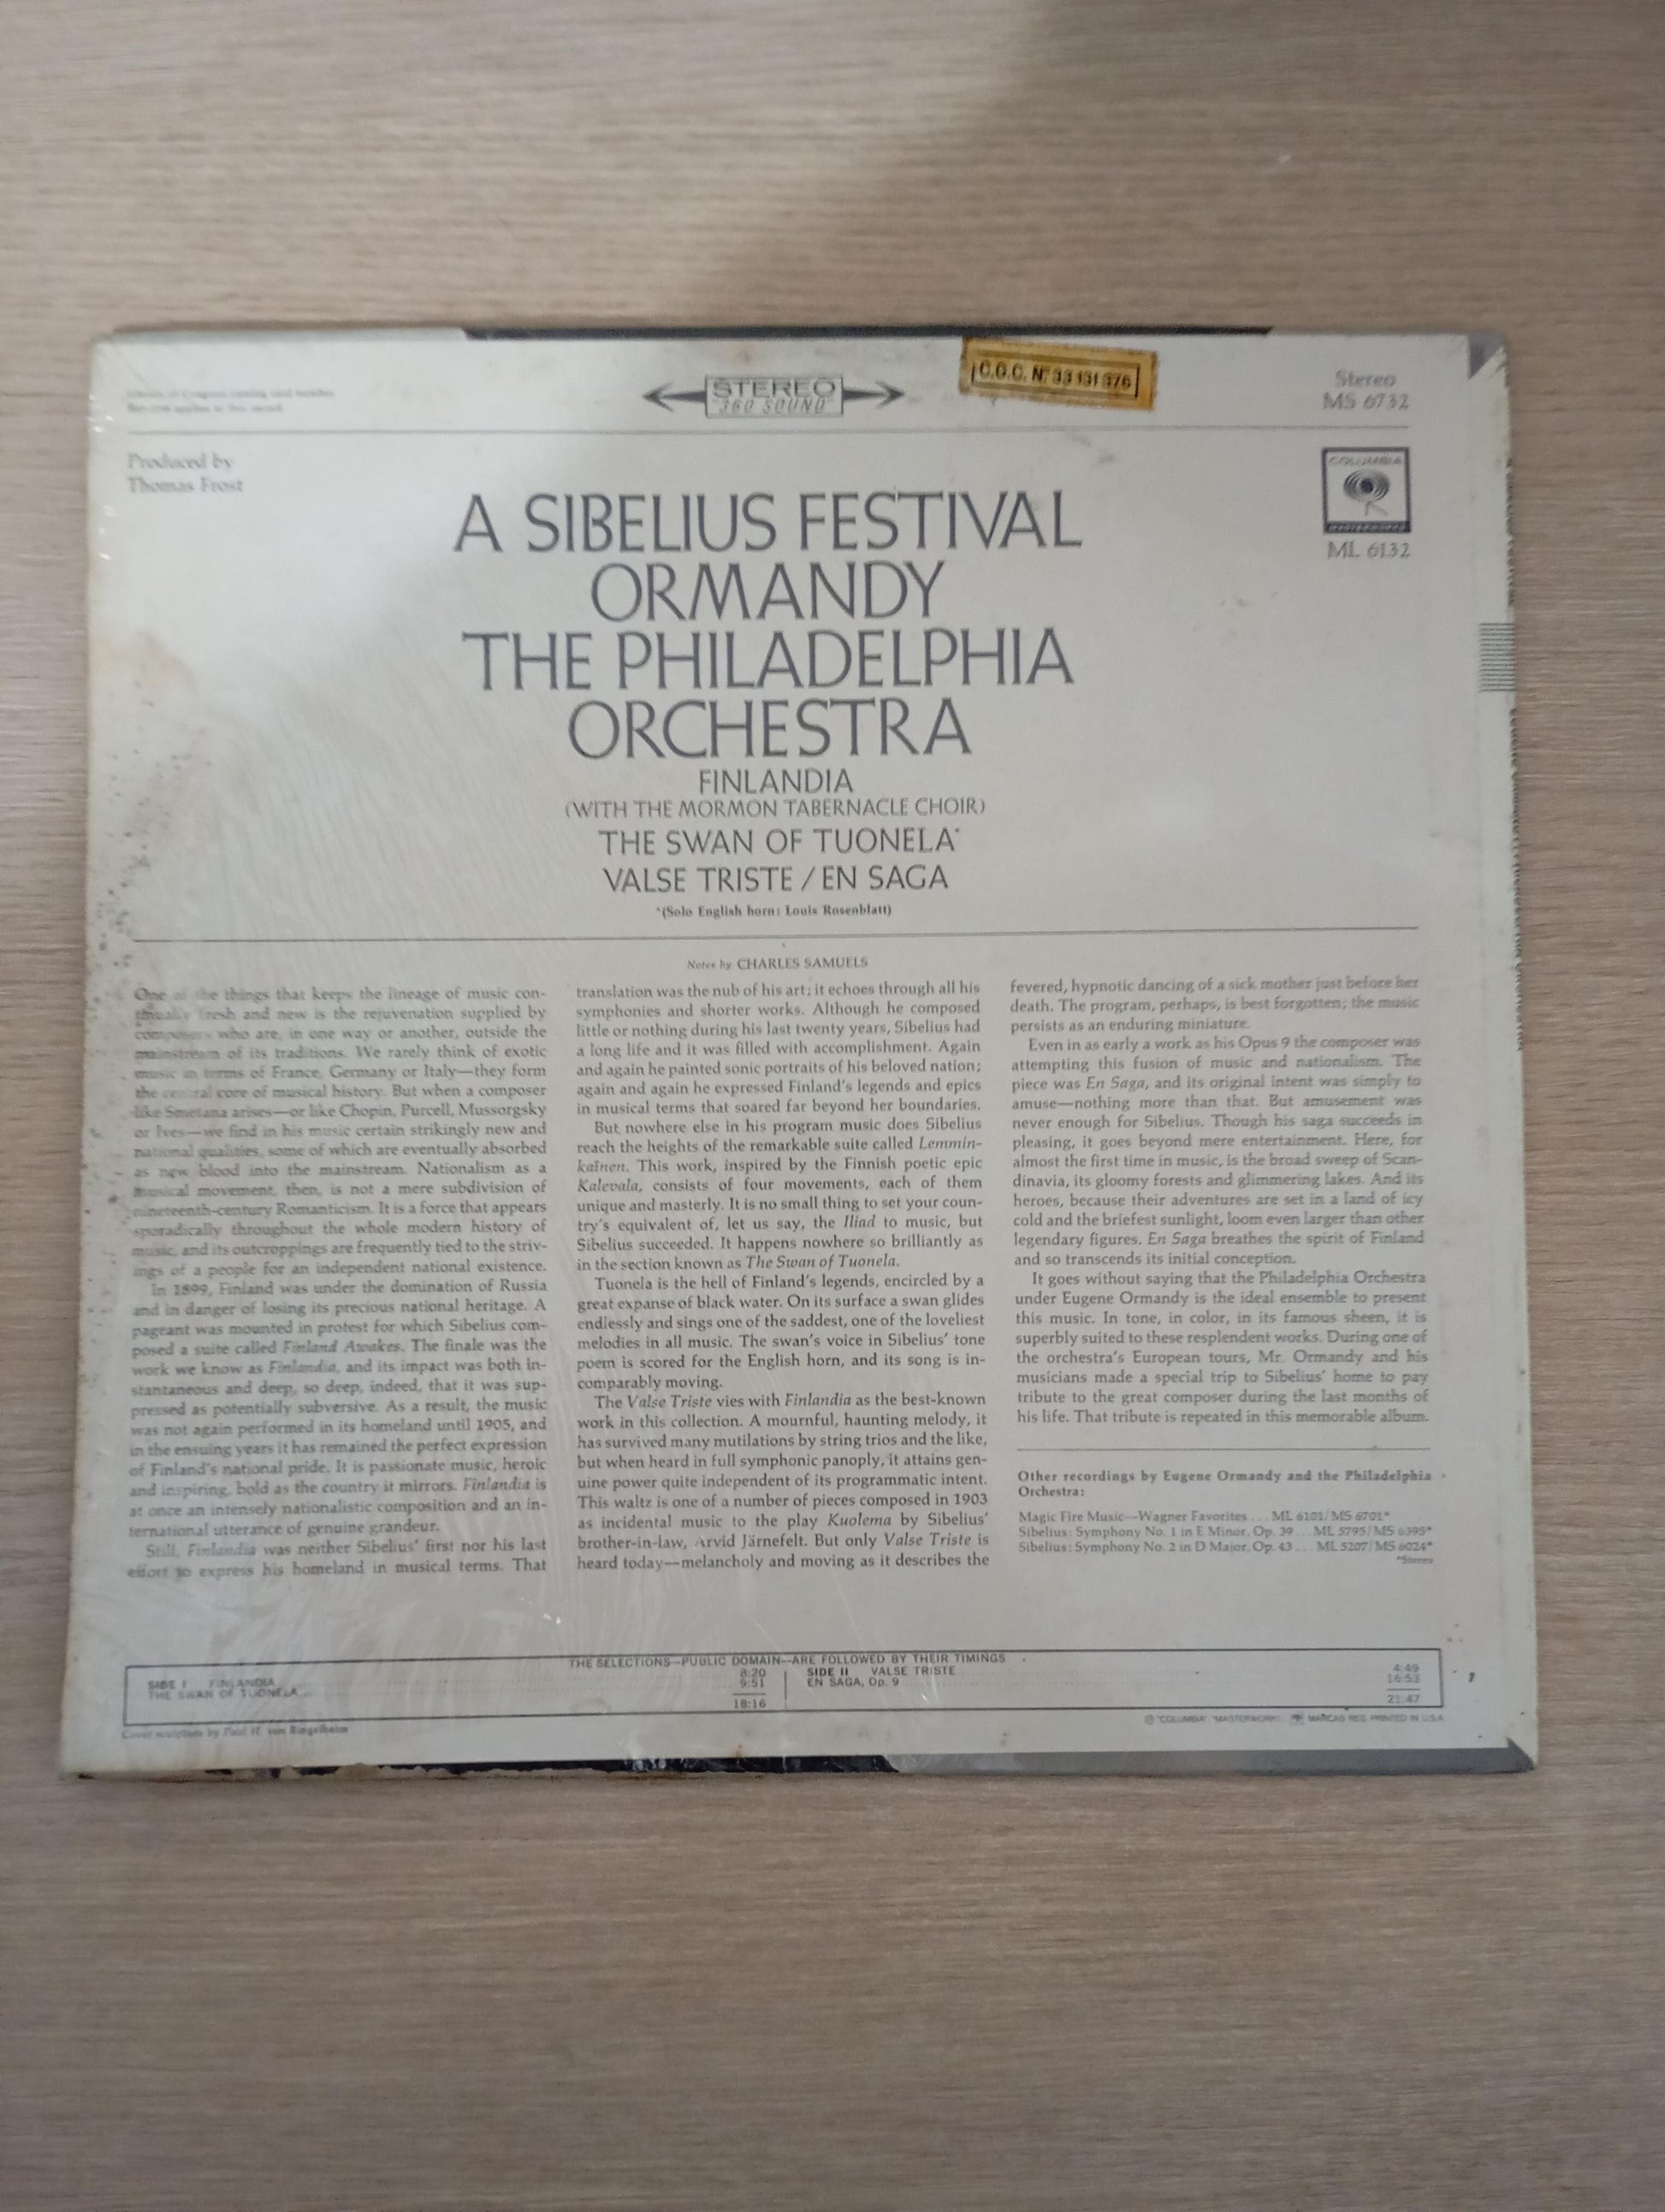 Library of Congress catalog card number
applies to this record.
STEREO
"360 SOUND"
C.G.C. Nº 33131376
Stereo
MS 6732
Produced by
Thomas Frost
COLUMBIA
MASTERWORKS
ML 6132
A SIBELIUS FESTIVAL
ORMANDY
THE PHILADELPHIA
ORCHESTRA
FINLANDIA
(WITH THE MORMON TABERNACLE CHOIR)
THE SWAN OF TUONELA*
VALSE TRISTE / EN SAGA
*(Solo English horn: Louis Rosenblatt)
Notes by CHARLES SAMUELS
One of the things that keeps the lineage of music con-
tinually fresh and new is the rejuvenation supplied by
composers who are, in one way or another, outside the
mainstream of its traditions. We rarely think of exotic
music in terms of France, Germany or Italy—they form
the central core of musical history. But when a composer
like Smetana arises—or like Chopin, Purcell, Mussorgsky
or Ives—we find in his music certain strikingly new and
national qualities, some of which are eventually absorbed
as new blood into the mainstream. Nationalism as a
musical movement, then, is not a mere subdivision of
nineteenth-century Romanticism. It is a force that appears
sporadically throughout the whole modern history of
music, and its outcroppings are frequently tied to the striv-
ings of a people for an independent national existence.
In 1899, Finland was under the domination of Russia
and in danger of losing its precious national heritage. A
pageant was mounted in protest for which Sibelius com-
posed a suite called Finland Awakes. The finale was the
work we know as Finlandia, and its impact was both in-
stantaneous and deep, so deep, indeed, that it was sup-
pressed as potentially subversive. As a result, the music
was not again performed in its homeland until 1905, and
in the ensuing years it has remained the perfect expression
of Finland's national pride. It is passionate music, heroic
and inspiring, bold as the country it mirrors. Finlandia is
at once an intensely nationalistic composition and an in-
ternational utterance of genuine grandeur.
Still, Finlandia was neither Sibelius' first nor his last
effort to express his homeland in musical terms. That
translation was the nub of his art; it echoes through all his
symphonies and shorter works. Although he composed
little or nothing during his last twenty years, Sibelius had
a long life and it was filled with accomplishment. Again
and again he painted sonic portraits of his beloved nation;
again and again he expressed Finland's legends and epics
in musical terms that soared far beyond her boundaries.
But nowhere else in his program music does Sibelius
reach the heights of the remarkable suite called Lemmin-
kaïnen. This work, inspired by the Finnish poetic epic
Kalevala, consists of four movements, each of them
unique and masterly. It is no small thing to set your coun-
try's equivalent of, let us say, the Iliad to music, but
Sibelius succeeded. It happens nowhere so brilliantly as
in the section known as The Swan of Tuonela.
Tuonela is the hell of Finland's legends, encircled by a
great expanse of black water. On its surface a swan glides
endlessly and sings one of the saddest, one of the loveliest
melodies in all music. The swan's voice in Sibelius' tone
poem is scored for the English horn, and its song is in-
comparably moving.
The Valse Triste vies with Finlandia as the best-known
work in this collection. A mournful, haunting melody, it
has survived many mutilations by string trios and the like,
but when heard in full symphonic panoply, it attains gen-
uine power quite independent of its programmatic intent.
This waltz is one of a number of pieces composed in 1903
as incidental music to the play Kuolema by Sibelius'
brother-in-law, Arvid Järnefelt. But only Valse Triste is
heard today—melancholy and moving as it describes the
fevered, hypnotic dancing of a sick mother just before her
death. The program, perhaps, is best forgotten; the music
persists as an enduring miniature.
Even in as early a work as his Opus 9 the composer was
attempting this fusion of music and nationalism. The
piece was En Saga, and its original intent was simply to
amuse—nothing more than that. But amusement was
never enough for Sibelius. Though his saga succeeds in
pleasing, it goes beyond mere entertainment. Here, for
almost the first time in music, is the broad sweep of Scan-
dinavia, its gloomy forests and glimmering lakes. And its
heroes, because their adventures are set in a land of icy
cold and the briefest sunlight, loom even larger than other
legendary figures. En Saga breathes the spirit of Finland
and so transcends its initial conception.
It goes without saying that the Philadelphia Orchestra
under Eugene Ormandy is the ideal ensemble to present
this music. In tone, in color, in its famous sheen, it is
superbly suited to these resplendent works. During one of
the orchestra's European tours, Mr. Ormandy and his
musicians made a special trip to Sibelius' home to pay
tribute to the great composer during the last months of
his life. That tribute is repeated in this memorable album.
Other recordings by Eugene Ormandy and the Philadelphia
Orchestra:
Magic Fire Music—Wagner Favorites . . . ML 6101/MS 6701*
Sibelius: Symphony No. 1 in E Minor, Op. 39 . . . ML 5795/MS 6395*
Sibelius: Symphony No. 2 in D Major, Op. 43 . . . ML 5207/MS 6024*
*Stereo
THE SELECTIONS—PUBLIC DOMAIN—ARE FOLLOWED BY THEIR TIMINGS
SIDE I FINLANDIA 8:20
THE SWAN OF TUONELA 9:51
18:16
SIDE II VALSE TRISTE 4:49
EN SAGA, Op. 9 16:53
21:47
Cover sculpture by Paul H. von Ringelheim
© "COLUMBIA" "MASTERWORKS" MARCAS REG. PRINTED IN U.S.A.